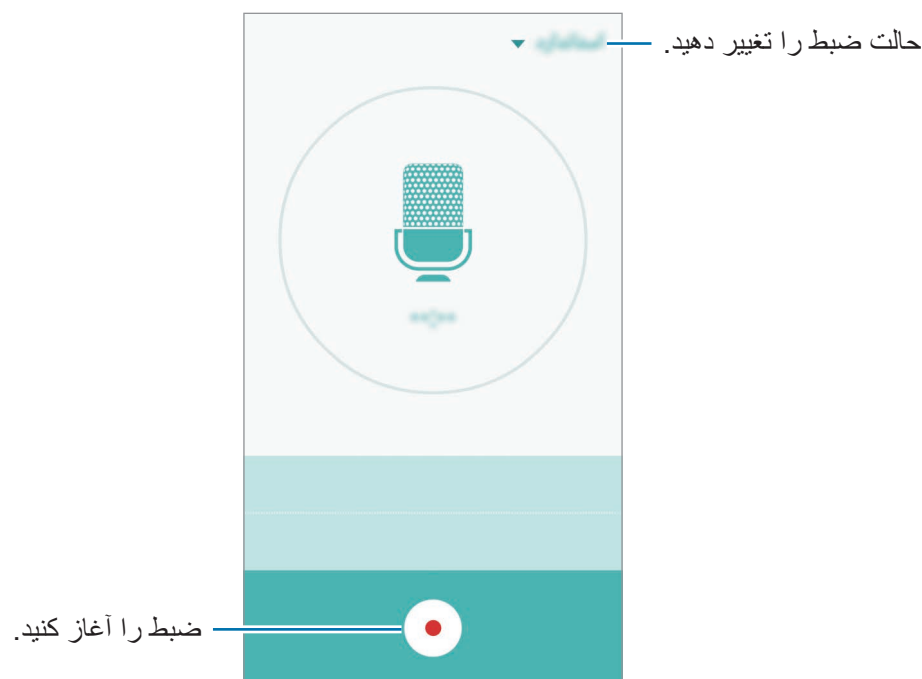 حالت ضبط را تغییر دهید.
ضبط را آغاز کنید.